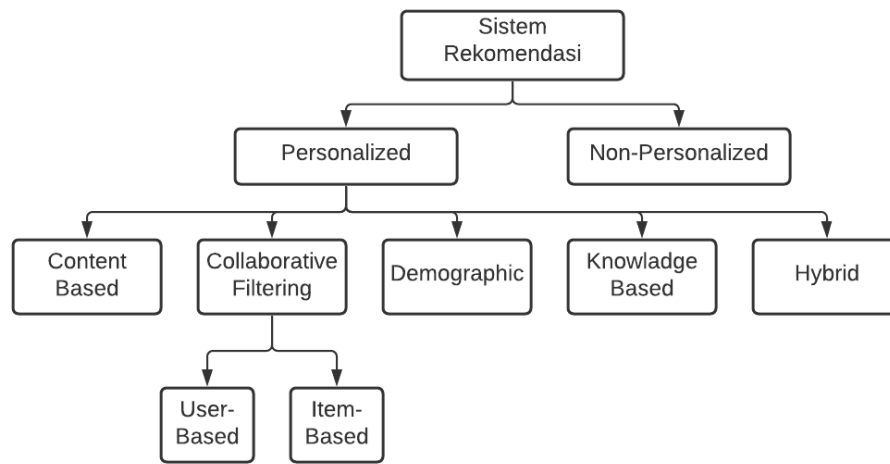 Sistem
Rekomendasi
Personalized
Non-Personalized
Content
Based
Collaborative
Filtering
Demographic
Knowladge
Based
Hybrid
User-
Based
Item-
Based